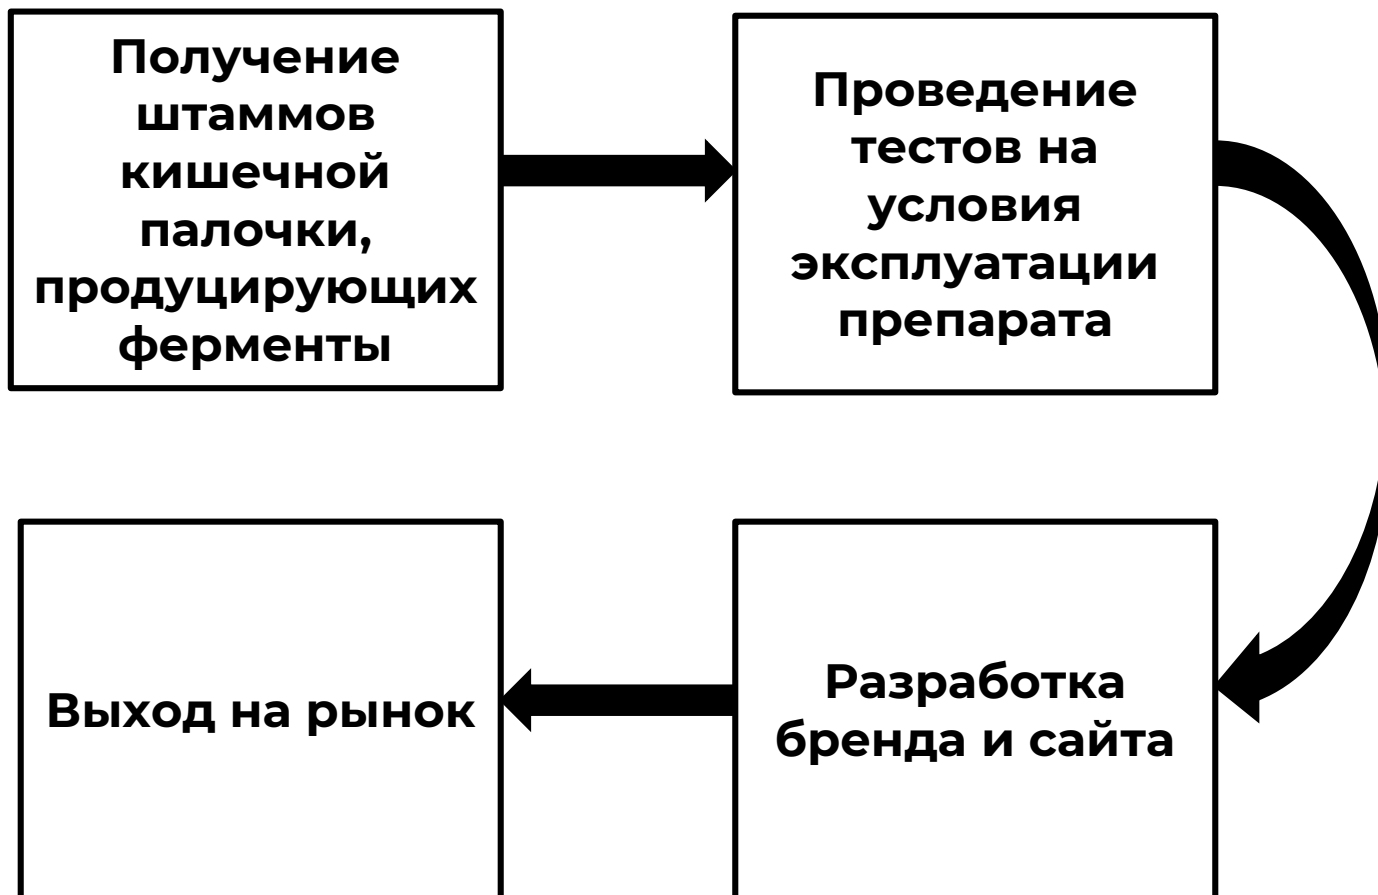 Получение
штаммов
кишечной
палочки,
продуцирующих
ферменты
Проведение
тестов на
условия
эксплуатации
препарата
Разработка
бренда и сайта
Выход на рынок